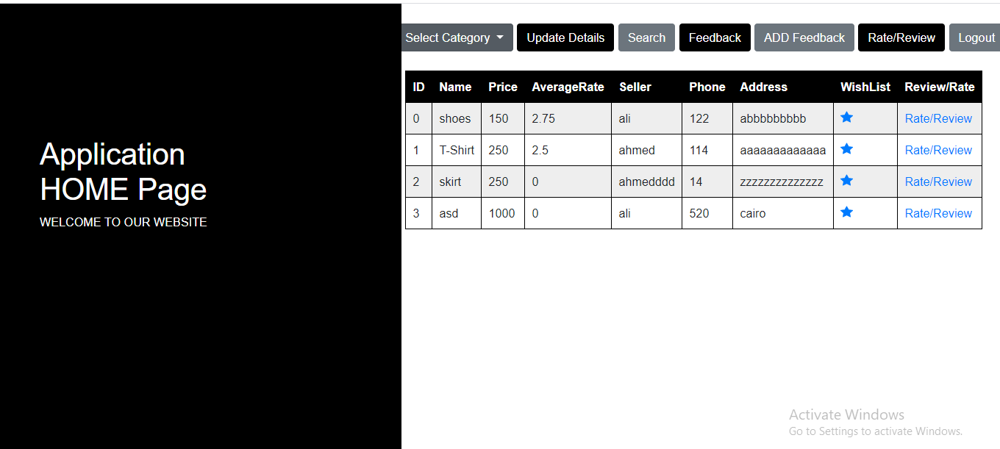 Select Category Update Details Search Feedback ADD Feedback Rate/Review Logout
Application
HOME Page
WELCOME TO OUR WEBSITE
ID Name Price AverageRate Seller Phone Address WishList Review/Rate
0 shoes 150 2.75 ali 122 abbbbbbbbb Rate/Review
1 T-Shirt 250 2.5 ahmed 114 aaaaaaaaaaaaa Rate/Review
2 skirt 250 0 ahmedddd 14 zzzzzzzzzzzzzz Rate/Review
3 asd 1000 0 ali 520 cairo Rate/Review
Activate Windows
Go to Settings to activate Windows.